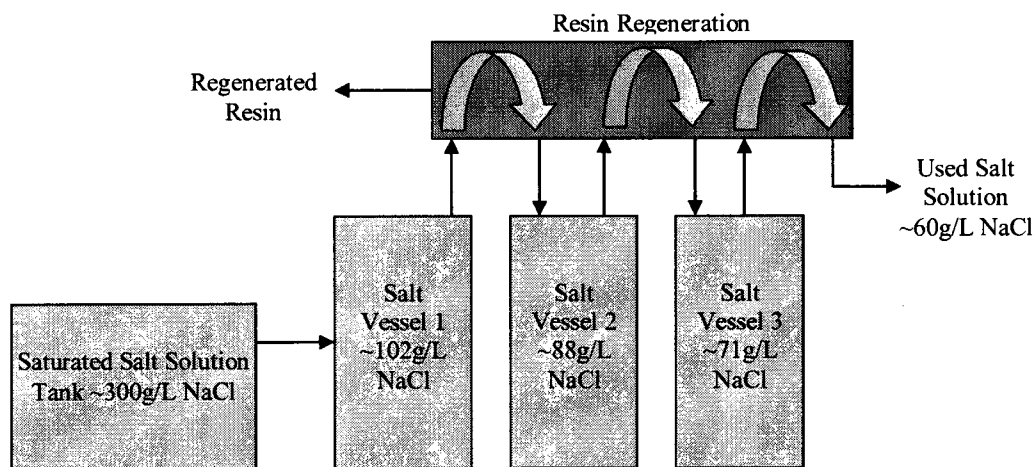 Resin Regeneration
Regenerated
Resin
Used Salt
Solution
~60g/L NaCl
Salt
Vessel 1
~102g/L
NaCl
Salt
Vessel 2
~88g/L
NaCl
Salt
Vessel 3
~71g/L
NaCl
Saturated Salt Solution
Tank ~300g/L NaCl